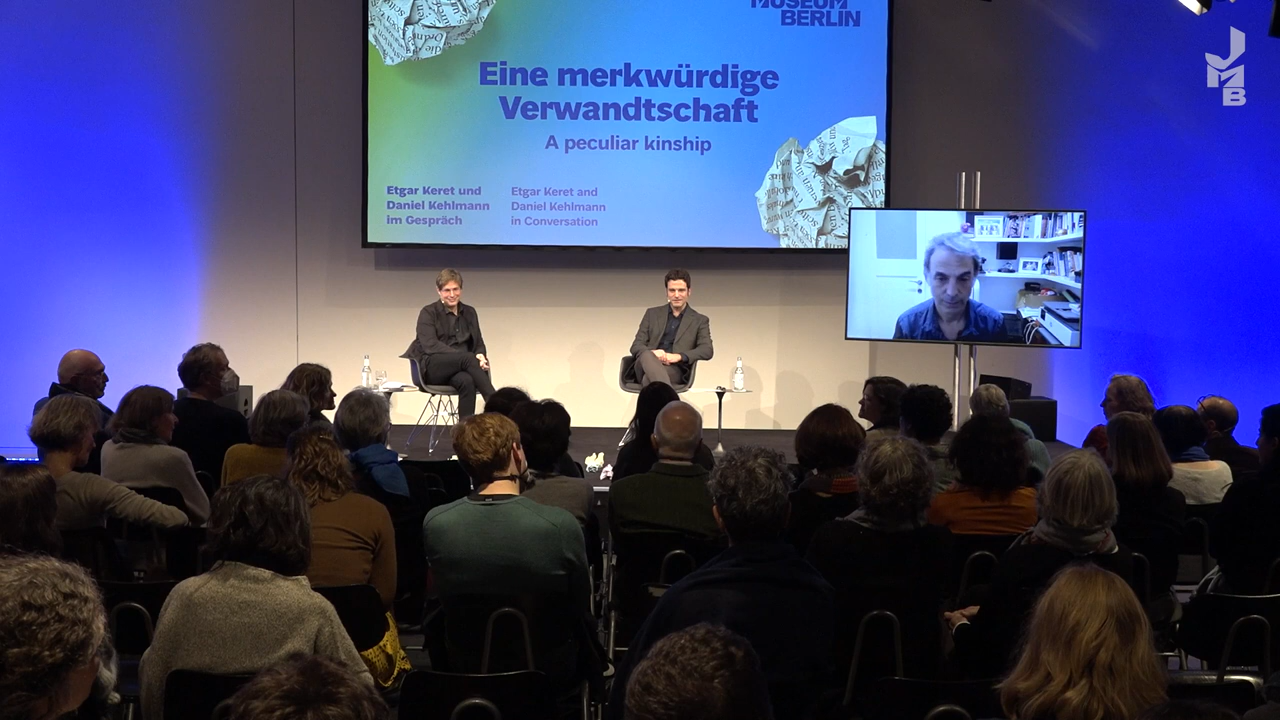 MUSEUM
BERLIN
Eine merkwürdige
Verwandtschaft
A peculiar kinship
Etgar Keret und
Daniel Kehlmann
im Gespräch
Etgar Keret and
Daniel Kehlmann
in Conversation
JMB